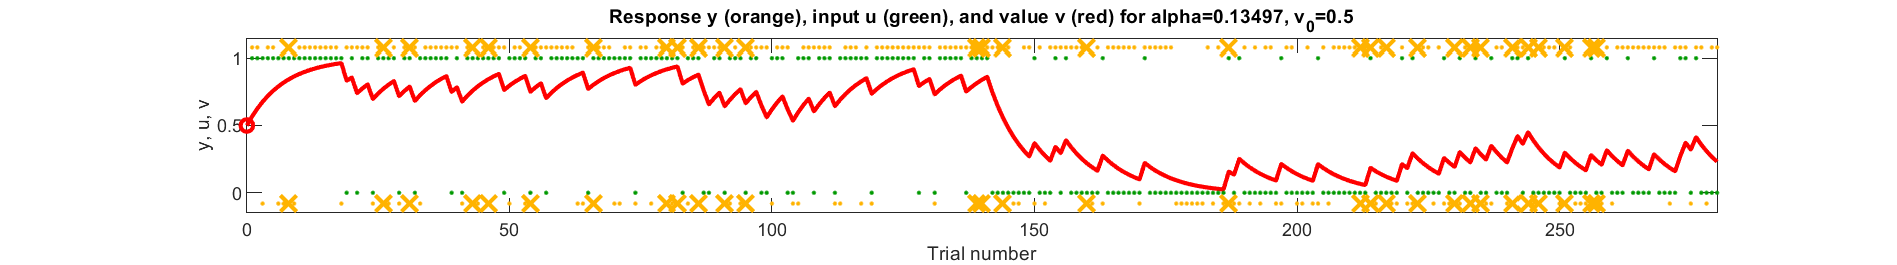 Response y (orange), input u (green), and value v (red) for alpha=0.13497, v0=0.5
y, u, v
1
0.5
0
0 50 100 150 200 250
Trial number